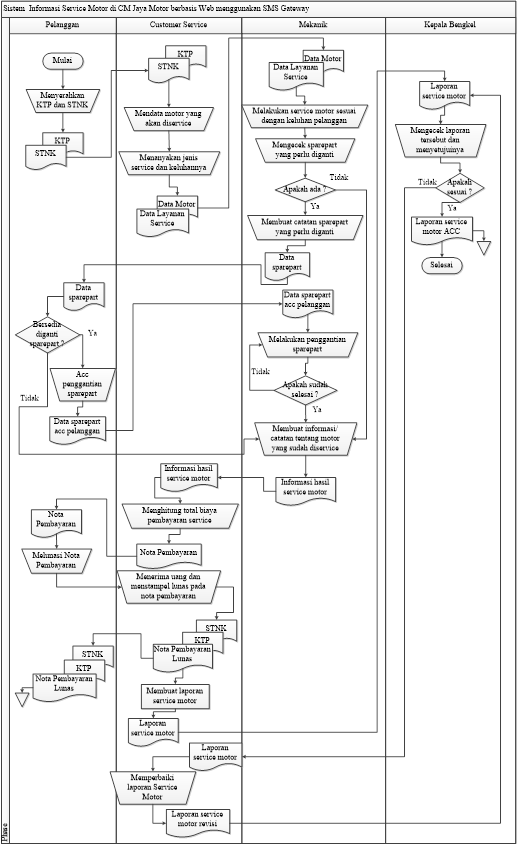 Sistem Informasi Service Motor di CM Jaya Motor berbasis Web menggunakan SMS Gateway
Pelanggan
Customer Service
Mekanik
Kepala Bengkel
Mulai
Menyerahkan
KTP dan STNK
KTP
STNK
KTP
STNK
Mendata motor yang
akan diservice
Menanyakan jenis
service dan keluhannya
Data Motor
Data Layanan
Service
Data Motor
Data Layanan
Service
Melakukan service motor sesuai
dengan keluhan pelanggan
Mengecek sparepart
yang perlu diganti
Apakah ada ?
Tidak
Ya
Membuat catatan sparepart
yang perlu diganti
Data
sparepart
Data
sparepart
Bersedia
diganti
sparepart ?
Ya
Tidak
Acc
penggantian
sparepart
Data sparepart
acc pelanggan
Data sparepart
acc pelanggan
Melakukan penggantian
sparepart
Tidak
Apakah sudah
selesai ?
Ya
Membuat informasi/
catatan tentang motor
yang sudah diservice
Informasi hasil
service motor
Informasi hasil
service motor
Menghitung total biaya
pembayaran service
Nota Pembayaran
Nota
Pembayaran
Melunasi Nota
Pembayaran
Menerima uang dan
menstampel lunas pada
nota pembayaran
STNK
KTP
Nota Pembayaran
Lunas
STNK
KTP
Nota Pembayaran
Lunas
Membuat laporan
service motor
Laporan
service motor
Laporan
service motor
Mengecek laporan
tersebut dan
menyetujuinya
Tidak
Apakah
sesuai ?
Ya
Laporan service
motor ACC
Selesai
Laporan
service motor
Memperbaiki
laporan Service
Motor
Laporan service
motor revisi
Phase